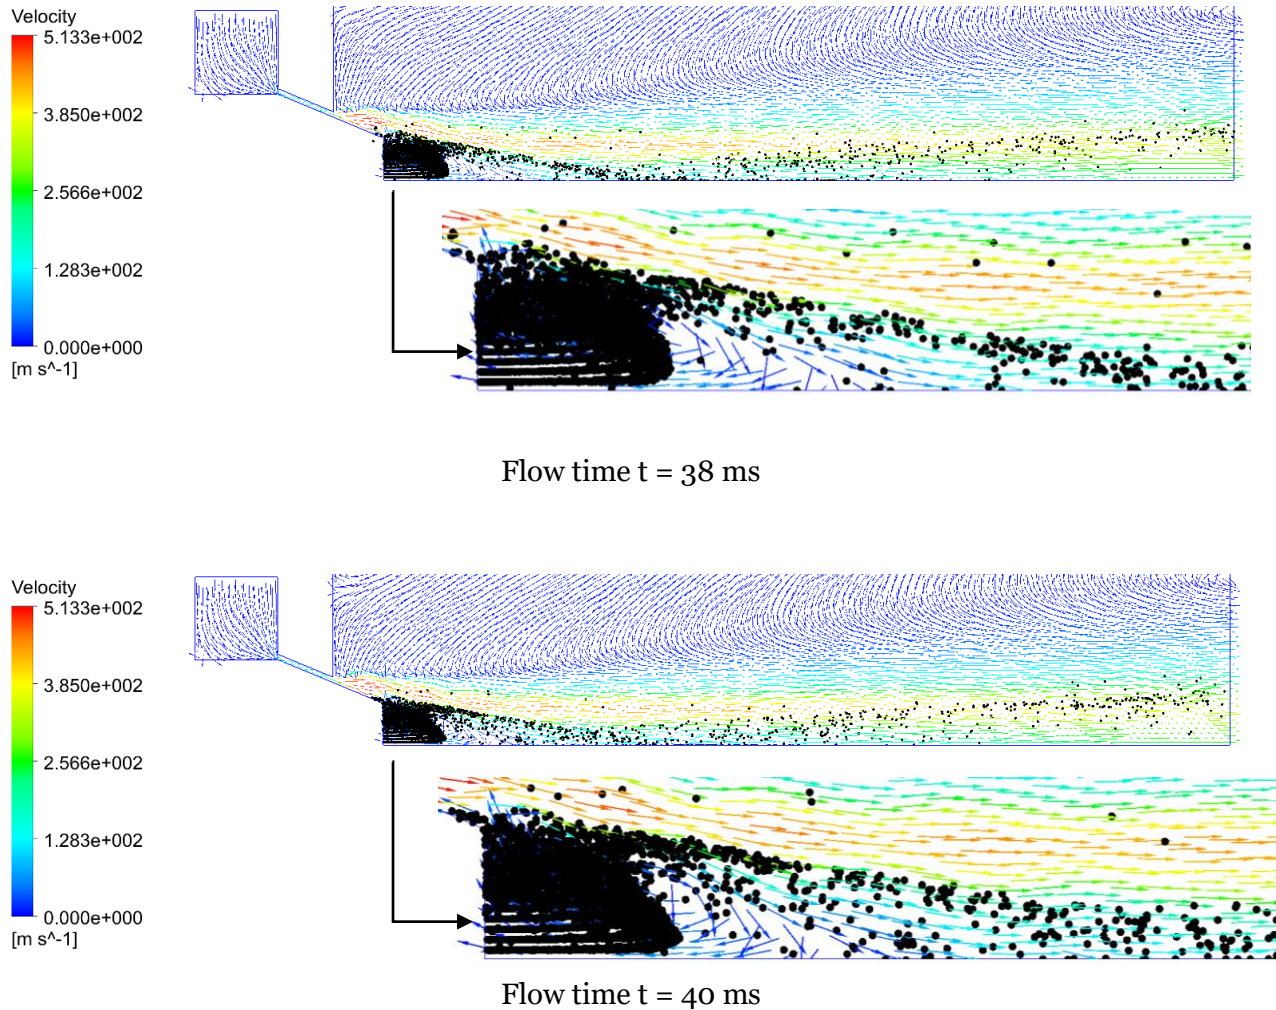 Velocity
5.133e+002
3.850e+002
2.566e+002
1.283e+002
0.000e+000
[m s^-1]
Flow time t = 38 ms
Velocity
5.133e+002
3.850e+002
2.566e+002
1.283e+002
0.000e+000
[m s^-1]
Flow time t = 40 ms